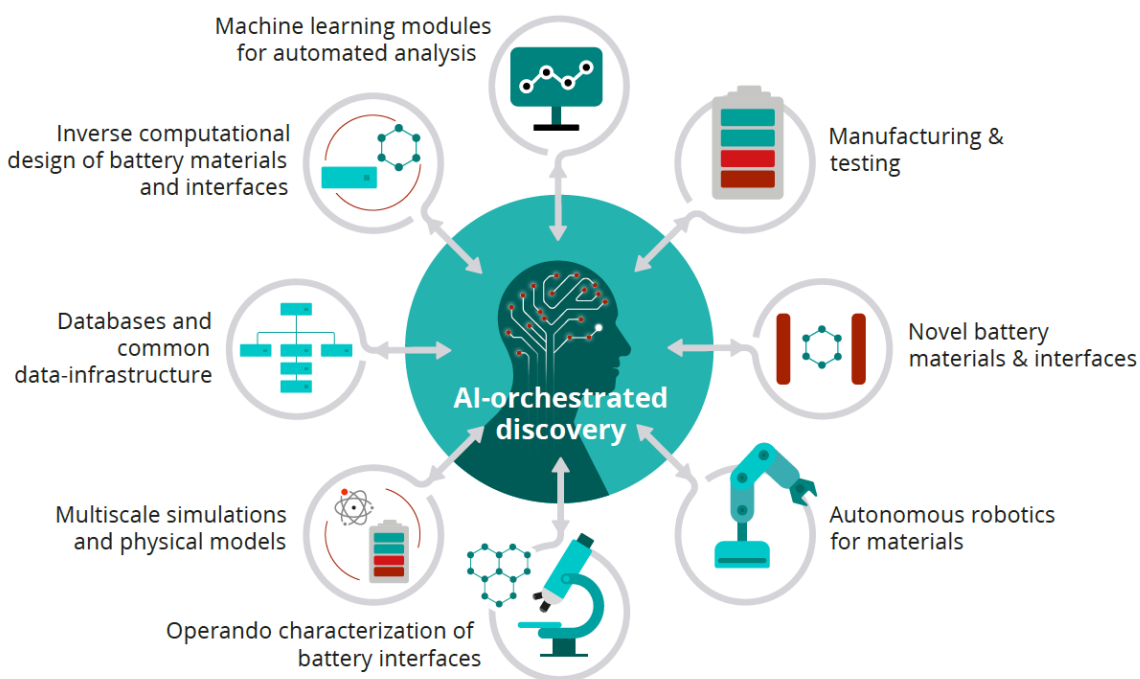 Machine learning modules
for automated analysis
Inverse computational
design of battery materials
and interfaces
Manufacturing &
testing
Databases and
common
data-infrastructure
Novel battery
materials & interfaces
AI-orchestrated
discovery
Multiscale simulations
and physical models
Autonomous robotics
for materials
Operando characterization of
battery interfaces